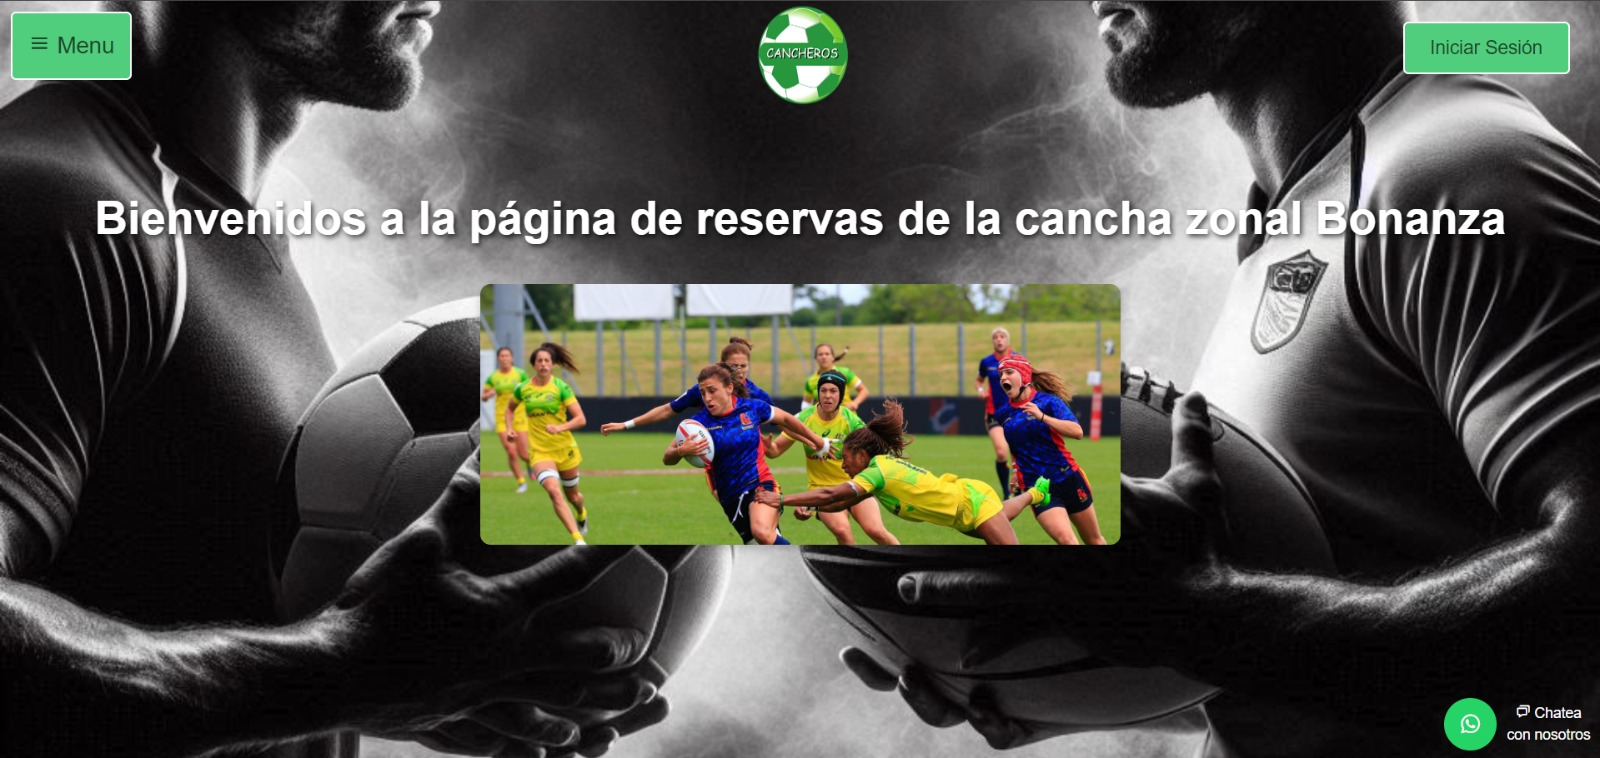 Menu
CANCHEROS
Iniciar Sesión
Bienvenidos a la página de reservas de la cancha zonal Bonanza
Chatea
con nosotros